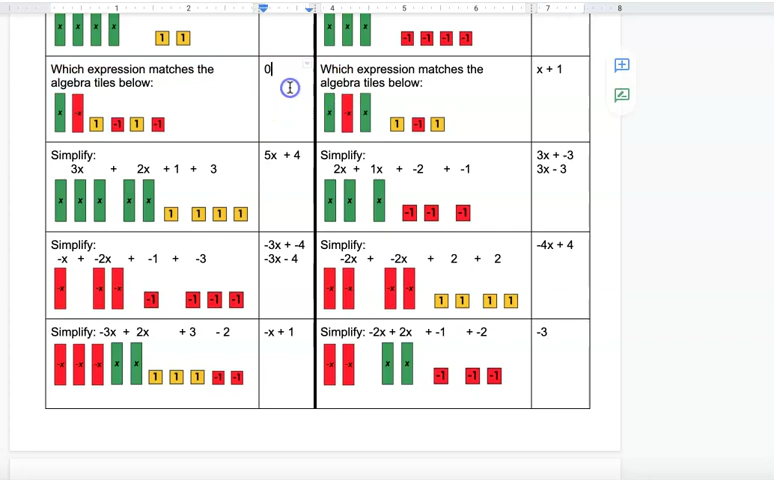 1 2 3 4 5 6 7 8
x x x x 1 1
x x x -1 -1 -1 -1
Which expression matches the
algebra tiles below:
x -x 1 -1 1 -1
0
Which expression matches the
algebra tiles below:
x -x x 1 -1 1
x + 1
Simplify:
3x + 2x + 1 + 3
x x x x x 1 1 1 1
5x + 4
Simplify:
2x + 1x + -2 + -1
x x x -1 -1 -1
3x + -3
3x - 3
Simplify:
-x + -2x + -1 + -3
-x -x -x -1 -1 -1 -1
-3x + -4
-3x - 4
Simplify:
-2x + -2x + 2 + 2
-x -x -x -x 1 1 1 1
-4x + 4
Simplify: -3x + 2x + 3 - 2
-x -x -x x x 1 1 1 -1 -1
-x + 1
Simplify: -2x + 2x + -1 + -2
-x -x x x -1 -1 -1
-3